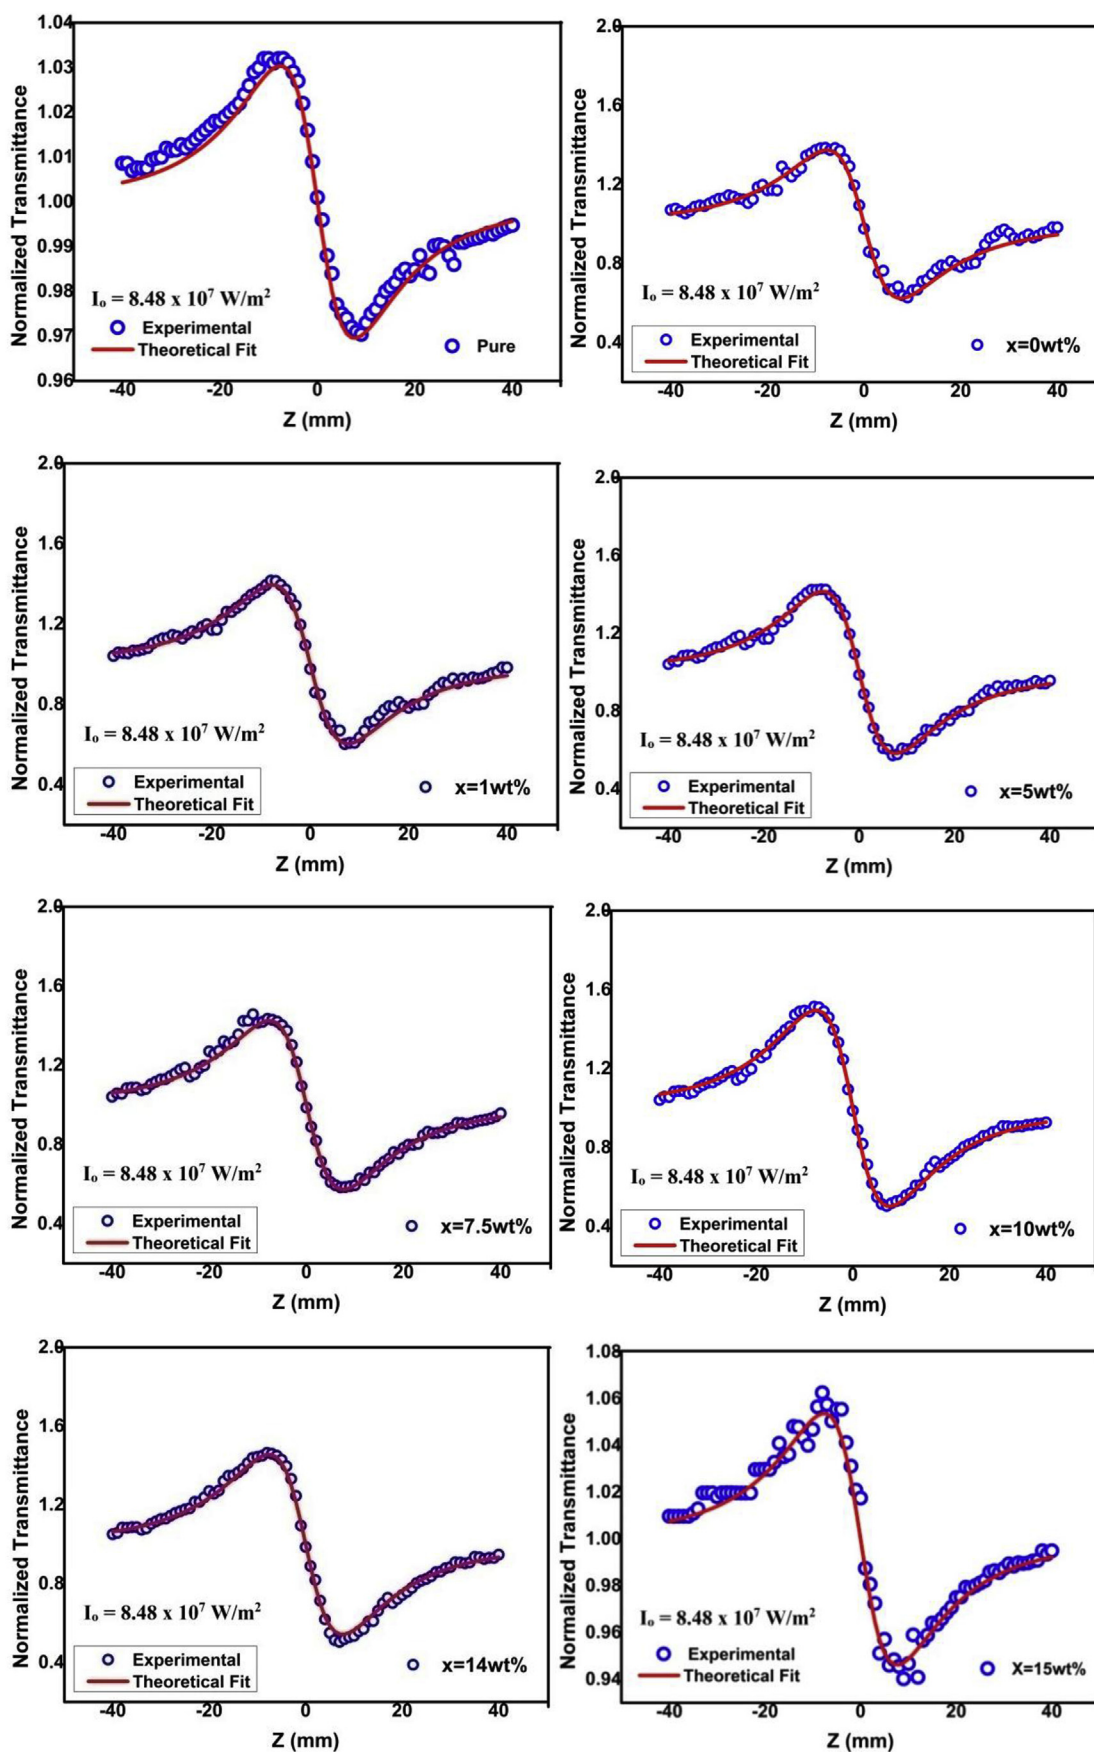 Normalized Transmittance
1.04
1.03
1.02
1.01
1.00
0.99
0.98
0.97
0.96
Iₒ = 8.48 x 10⁷ W/m²
Experimental
Theoretical Fit
Pure
-40 -20 0 20 40
Z (mm)
Normalized Transmittance
2.0
1.6
1.2
0.8
0.4
Iₒ = 8.48 x 10⁷ W/m²
Experimental
Theoretical Fit
x=0wt%
-40 -20 0 20 40
Z (mm)
Normalized Transmittance
2.0
1.6
1.2
0.8
0.4
Iₒ = 8.48 x 10⁷ W/m²
Experimental
Theoretical Fit
x=1wt%
-40 -20 0 20 40
Z (mm)
Normalized Transmittance
2.0
1.6
1.2
0.8
0.4
Iₒ = 8.48 x 10⁷ W/m²
Experimental
Theoretical Fit
x=5wt%
-40 -20 0 20 40
Z (mm)
Normalized Transmittance
2.0
1.6
1.2
0.8
0.4
Iₒ = 8.48 x 10⁷ W/m²
Experimental
Theoretical Fit
x=7.5wt%
-40 -20 0 20 40
Z (mm)
Normalized Transmittance
2.0
1.6
1.2
0.8
0.4
Iₒ = 8.48 x 10⁷ W/m²
Experimental
Theoretical Fit
x=10wt%
-40 -20 0 20 40
Z (mm)
Normalized Transmittance
2.0
1.6
1.2
0.8
0.4
Iₒ = 8.48 x 10⁷ W/m²
Experimental
Theoretical Fit
x=14wt%
-40 -20 0 20 40
Z (mm)
Normalized Transmittance
1.08
1.06
1.04
1.02
1.00
0.98
0.96
0.94
Iₒ = 8.48 x 10⁷ W/m²
Experimental
Theoretical Fit
X=15wt%
-40 -20 0 20 40
Z (mm)